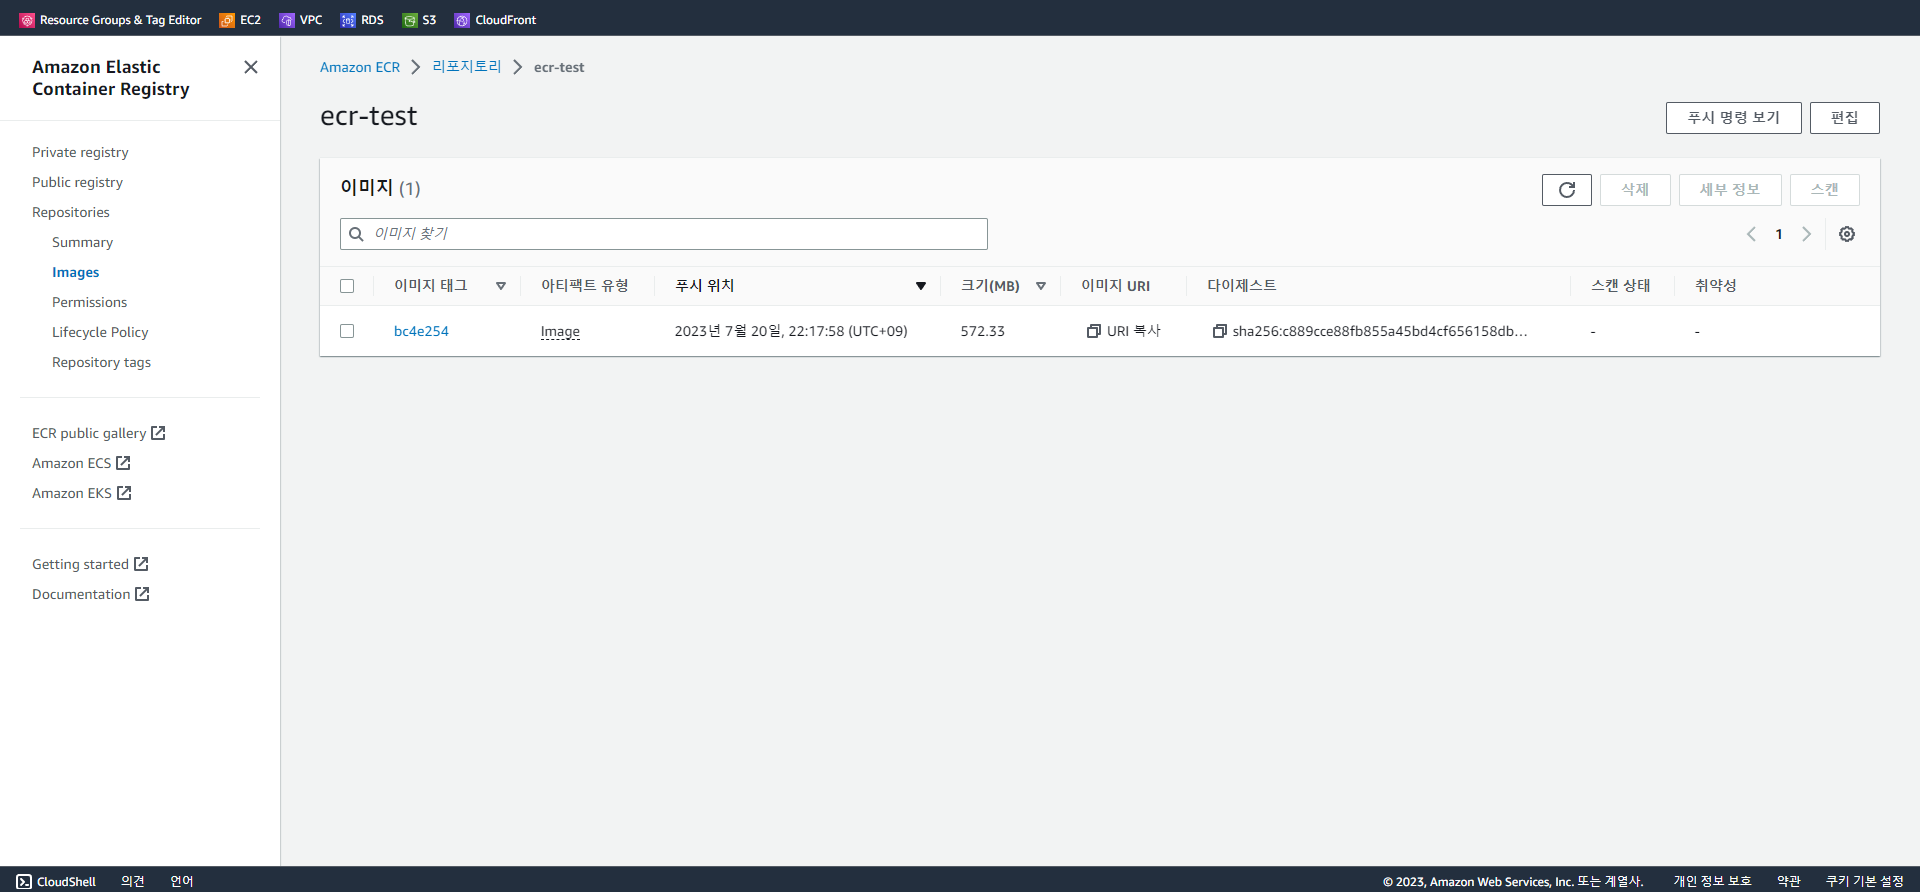 Resource Groups & Tag Editor EC2 VPC RDS S3 CloudFront
Amazon Elastic
Container Registry
Private registry
Public registry
Repositories
Summary
Images
Permissions
Lifecycle Policy
Repository tags
ECR public gallery
Amazon ECS
Amazon EKS
Getting started
Documentation
Amazon ECR 리포지토리 ecr-test
ecr-test
푸시 명령 보기 편집
이미지 (1)
삭제 세부 정보 스캔
이미지 찾기
1
이미지 태그 아티팩트 유형 푸시 위치 크기(MB) 이미지 URI 다이제스트 스캔 상태 취약성
bc4e254 Image 2023년 7월 20일, 22:17:58 (UTC+09) 572.33 URI 복사 sha256:c889cce88fb855a45bd4cf656158db... - -
CloudShell 의견 언어 © 2023, Amazon Web Services, Inc. 또는 계열사. 개인 정보 보호 약관 쿠키 기본 설정